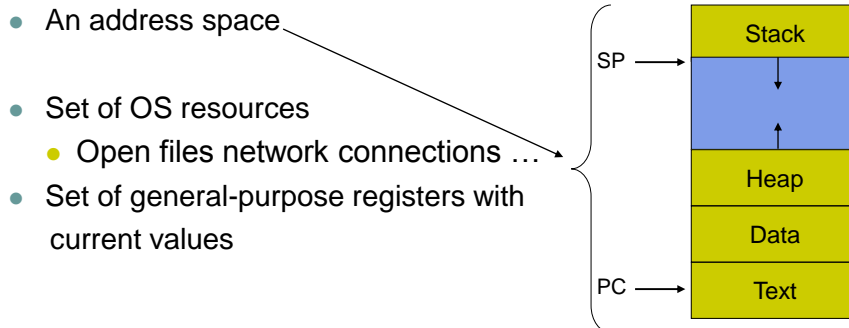 An address space
Set of OS resources
Open files network connections …
Set of general-purpose registers with
current values
SP
PC
Stack
Heap
Data
Text